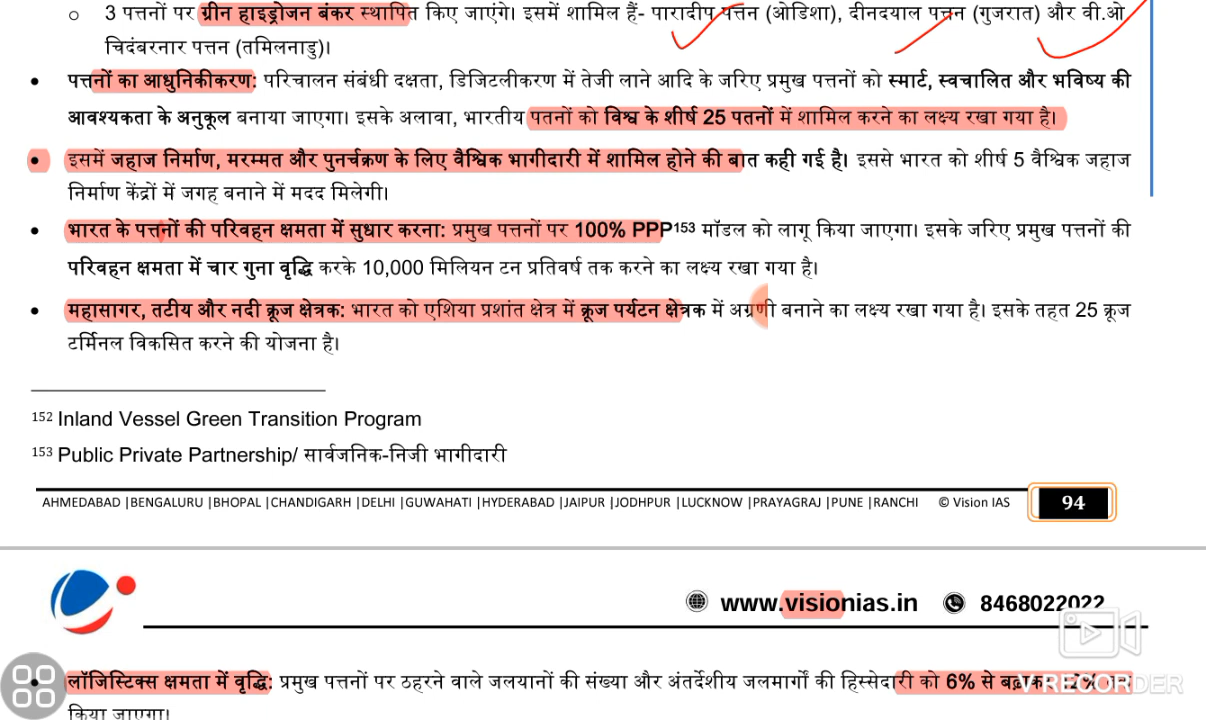 ○ 3 पत्तनों पर ग्रीन हाइड्रोजन बंकर स्थापित किए जाएंगे। इसमें शामिल हैं- पारादीप पत्तन (ओडिशा), दीनदयाल पत्तन (गुजरात) और वी.ओ
चिदंबरनार पत्तन (तमिलनाडु)।
• पत्तनों का आधुनिकीकरण: परिचालन संबंधी दक्षता, डिजिटलीकरण में तेजी लाने आदि के जरिए प्रमुख पत्तनों को स्मार्ट, स्वचालित और भविष्य की
आवश्यकता के अनुकूल बनाया जाएगा। इसके अलावा, भारतीय पतनों को विश्व के शीर्ष 25 पतनों में शामिल करने का लक्ष्य रखा गया है।
• इसमें जहाज निर्माण, मरम्मत और पुनर्चक्रण के लिए वैश्विक भागीदारी में शामिल होने की बात कही गई है। इससे भारत को शीर्ष 5 वैश्विक जहाज
निर्माण केंद्रों में जगह बनाने में मदद मिलेगी।
• भारत के पत्तनों की परिवहन क्षमता में सुधार करना: प्रमुख पत्तनों पर 100% PPP153 मॉडल को लागू किया जाएगा। इसके जरिए प्रमुख पत्तनों की
परिवहन क्षमता में चार गुना वृद्धि करके 10,000 मिलियन टन प्रतिवर्ष तक करने का लक्ष्य रखा गया है।
• महासागर, तटीय और नदी क्रूज क्षेत्रक: भारत को एशिया प्रशांत क्षेत्र में क्रूज पर्यटन क्षेत्रक में अग्रणी बनाने का लक्ष्य रखा गया है। इसके तहत 25 क्रूज
टर्मिनल विकसित करने की योजना है।
152 Inland Vessel Green Transition Program
153 Public Private Partnership/ सार्वजनिक-निजी भागीदारी
AHMEDABAD |BENGALURU |BHOPAL |CHANDIGARH |DELHI |GUWAHATI |HYDERABAD |JAIPUR |JODHPUR |LUCKNOW |PRAYAGRAJ |PUNE |RANCHI © Vision IAS 94
www.visionias.in 8468022022
• लॉजिस्टिक्स क्षमता में वृद्धि: प्रमुख पत्तनों पर ठहरने वाले जलयानों की संख्या और अंतर्देशीय जलमार्गों की हिस्सेदारी को 6% से बढ़ाकर
V RECORDER
किया जाएगा।